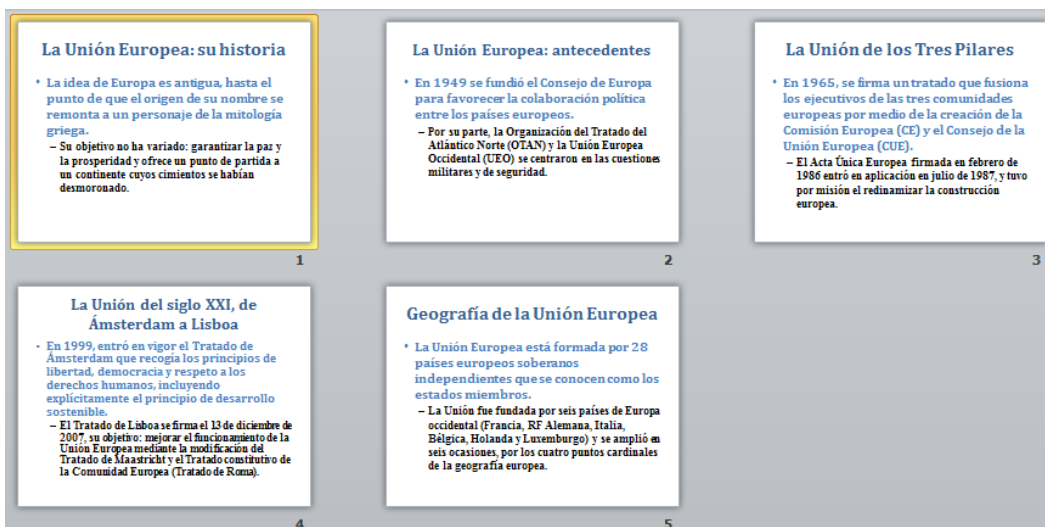 La Unión Europea: su historia
• La idea de Europa es antigua, hasta el
punto de que el origen de su nombre se
remonta a un personaje de la mitología
griega.
– Su objetivo no ha variado: garantizar la paz y
la prosperidad y ofrece un punto de partida a
un continente cuyos cimientos se habían
desmoronado.
1
La Unión Europea: antecedentes
• En 1949 se fundió el Consejo de Europa
para favorecer la colaboración política
entre los países europeos.
– Por su parte, la Organización del Tratado del
Atlántico Norte (OTAN) y la Unión Europea
Occidental (UEO) se centraron en las cuestiones
militares y de seguridad.
2
La Unión de los Tres Pilares
• En 1965, se firma un tratado que fusiona
los ejecutivos de las tres comunidades
europeas por medio de la creación de la
Comisión Europea (CE) y el Consejo de la
Unión Europea (CUE).
– El Acta Única Europea firmada en febrero de
1986 entró en aplicación en julio de 1987, y tuvo
por misión el redinamizar la construcción
europea.
3
La Unión del siglo XXI, de
Ámsterdam a Lisboa
• En 1999, entró en vigor el Tratado de
Ámsterdam que recogía los principios de
libertad, democracia y respeto a los
derechos humanos, incluyendo
explícitamente el principio de desarrollo
sostenible.
– El Tratado de Lisboa se firma el 13 de diciembre de
2007, su objetivo: mejorar el funcionamiento de la
Unión Europea mediante la modificación del
Tratado de Maastricht y el Tratado constitutivo de
la Comunidad Europea (Tratado de Roma).
4
Geografía de la Unión Europea
• La Unión Europea está formada por 28
países europeos soberanos
independientes que se conocen como los
estados miembros.
– La Unión fue fundada por seis países de Europa
occidental (Francia, RF Alemana, Italia,
Bélgica, Holanda y Luxemburgo) y se amplió en
seis ocasiones, por los cuatro puntos cardinales
de la geografía europea.
5